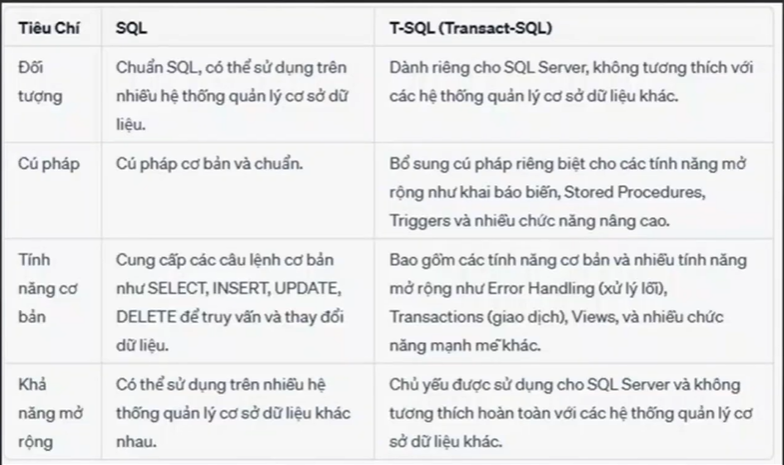 Tiêu Chí SQL T-SQL (Transact-SQL)
Đối tượng
Chuẩn SQL, có thể sử dụng trên
nhiều hệ thống quản lý cơ sở dữ
liệu.
Dành riêng cho SQL Server, không tương thích với
các hệ thống quản lý cơ sở dữ liệu khác.
Cú pháp
Cú pháp cơ bản và chuẩn.
Bổ sung cú pháp riêng biệt cho các tính năng mở
rộng như khai báo biến, Stored Procedures,
Triggers và nhiều chức năng nâng cao.
Tính
năng cơ
bản
Cung cấp các câu lệnh cơ bản
như SELECT, INSERT, UPDATE,
DELETE để truy vấn và thay đổi
dữ liệu.
Bao gồm các tính năng cơ bản và nhiều tính năng
mở rộng như Error Handling (xử lý lỗi),
Transactions (giao dịch), Views, và nhiều chức
năng mạnh mẽ khác.
Khả
năng mở
rộng
Có thể sử dụng trên nhiều hệ
thống quản lý cơ sở dữ liệu khác
nhau.
Chủ yếu được sử dụng cho SQL Server và không
tương thích hoàn toàn với các hệ thống quản lý cơ
sở dữ liệu khác.